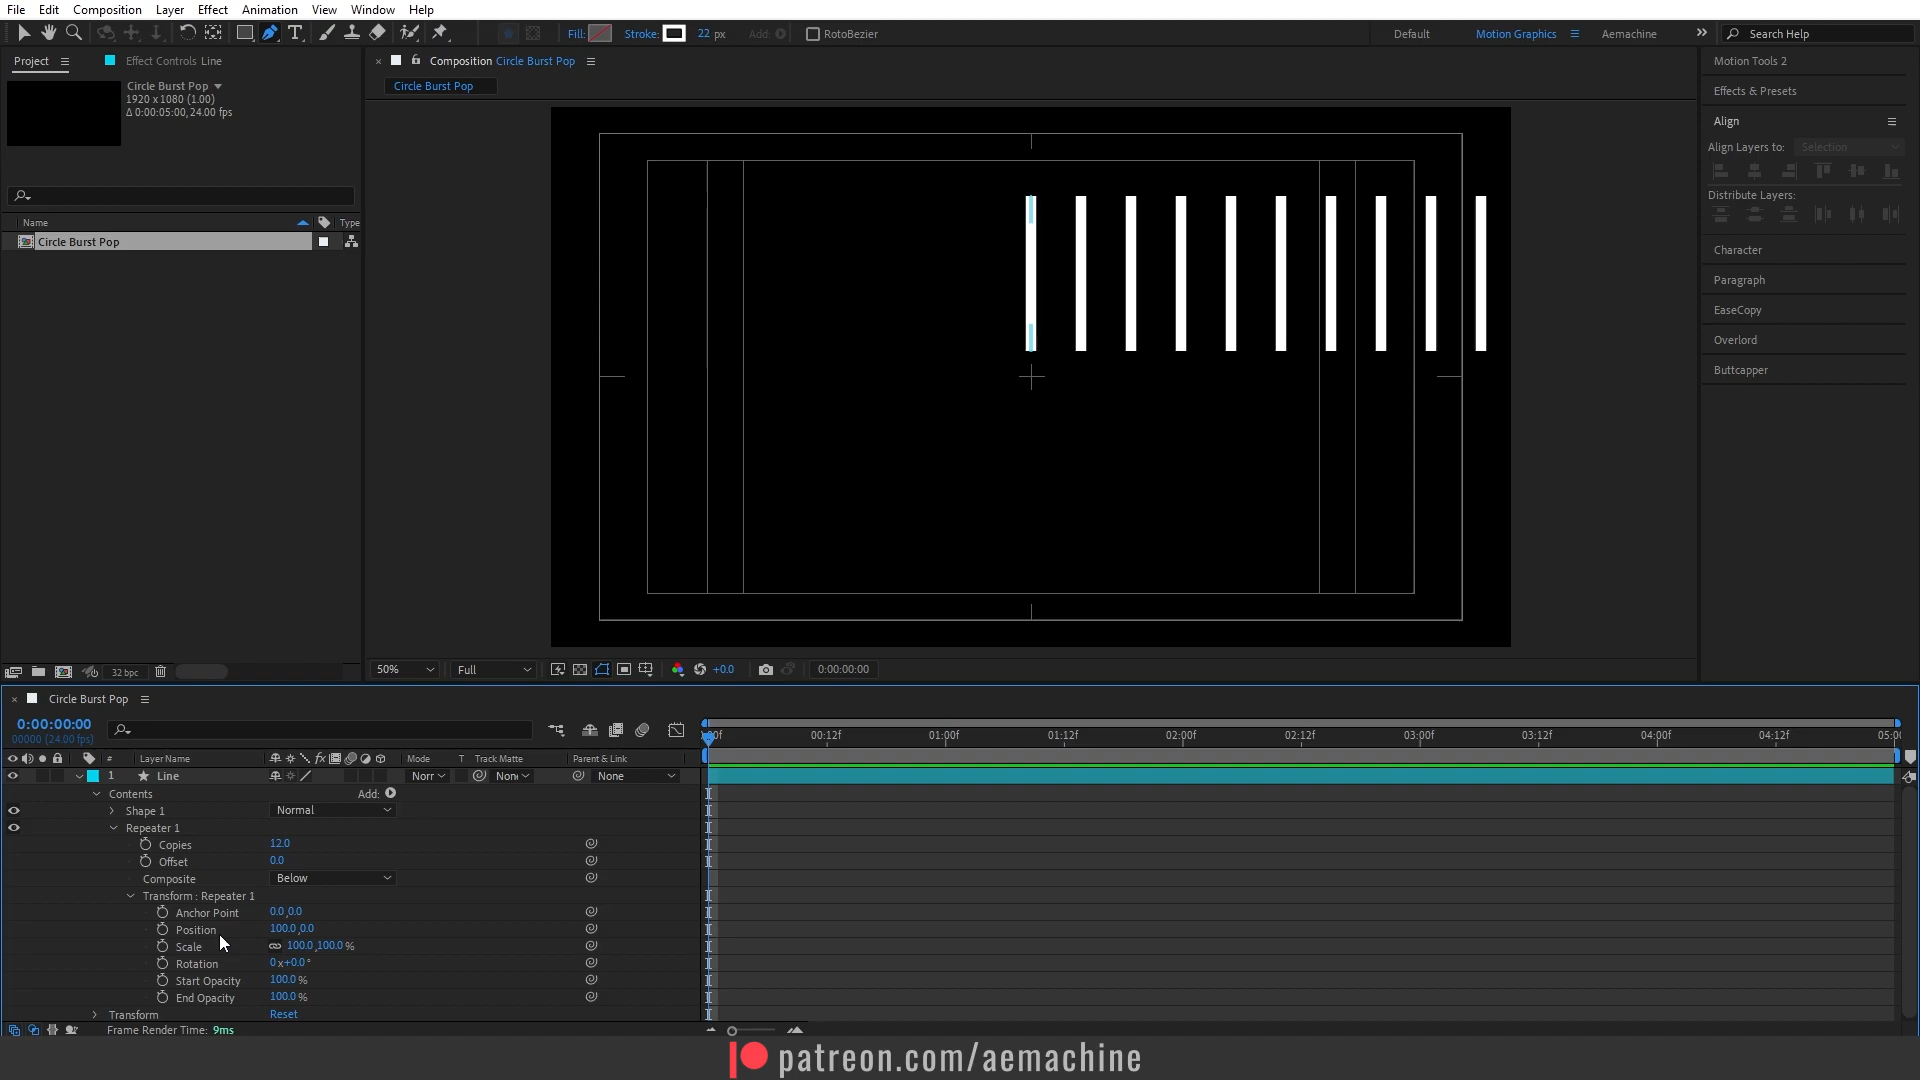 File Edit Composition Layer Effect Animation View Window Help
Fill: Stroke: 22 px Add: RotoBezier Default Motion Graphics Aemachine Search Help
Project Effect Controls Line
Composition Circle Burst Pop
Motion Tools 2
Circle Burst Pop
1920 x 1080 (1.00)
Δ 0:00:05:00, 24.00 fps
Circle Burst Pop
Effects & Presets
Align
Align Layers to: Selection
Distribute Layers:
Character
Paragraph
EaseCopy
Overlord
Buttcapper
Name Type
Circle Burst Pop
32 bpc
50% Full +0.0 0:00:00:00
Circle Burst Pop
0:00:00:00
00000 (24.00 fps)
00:12f 01:00f 01:12f 02:00f 02:12f 03:00f 03:12f 04:00f 04:12f
# Layer Name fx Mode T Track Matte Parent & Link
1 Line None
Contents Add:
Shape 1 Normal
Repeater 1
Copies 12.0
Offset 0.0
Composite Below
Transform : Repeater 1
Anchor Point 0.0,0.0
Position 100.0,0.0
Scale 100.0,100.0 %
Rotation 0x+0.0°
Start Opacity 100.0 %
End Opacity 100.0 %
Transform Reset
Frame Render Time: 9ms
patreon.com/aemachine